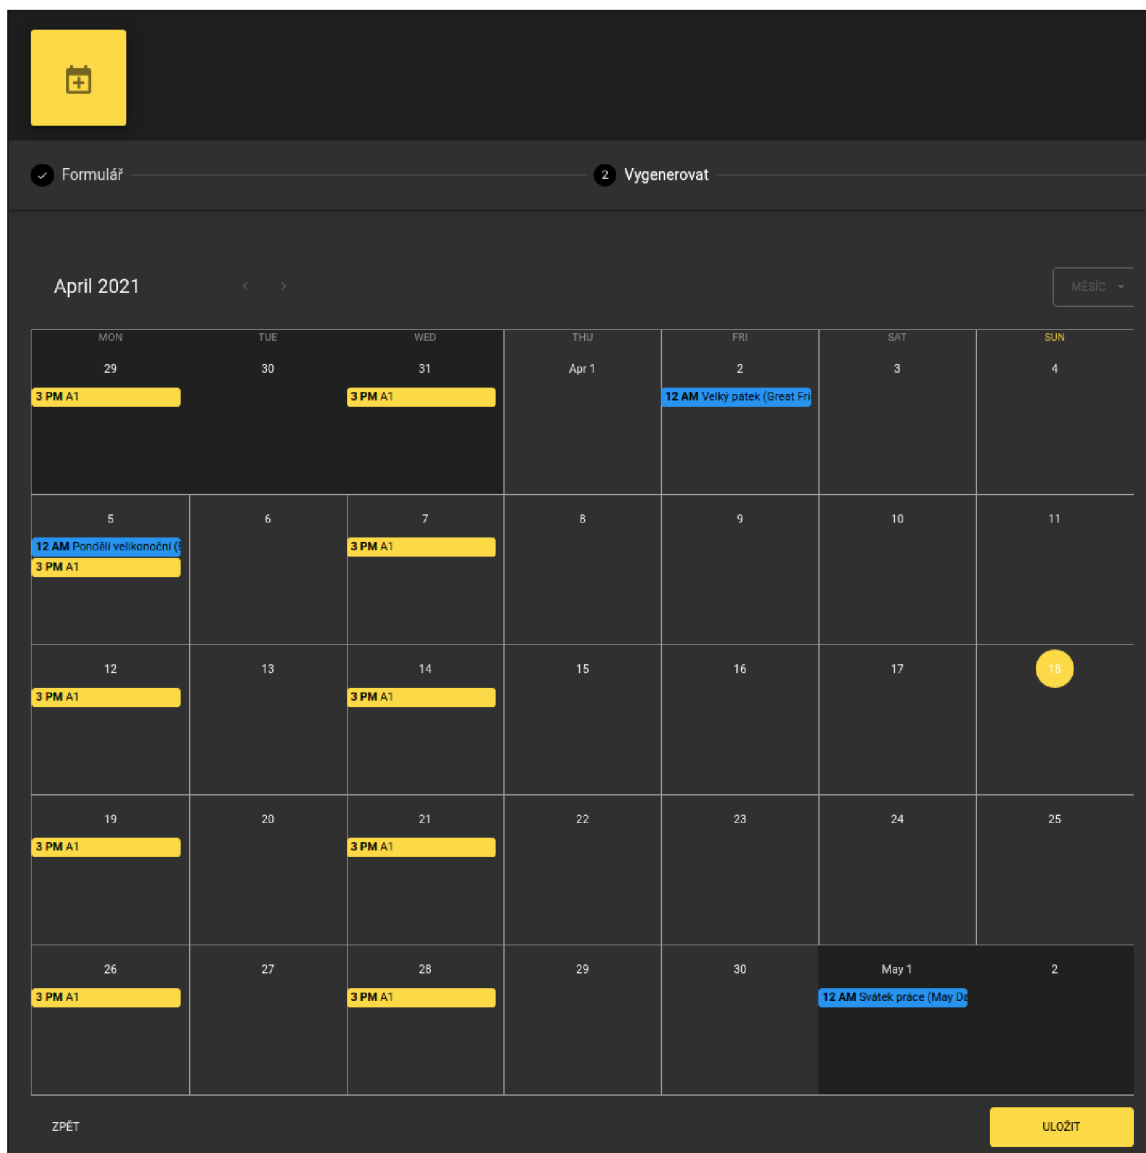 Formulář
2 Vygenerovat
April 2021
MĚSÍC
MON TUE WED THU FRI SAT SUN
29 30 31 Apr 1 2 3 4
3 PM A1 3 PM A1 12 AM Velký pátek (Great Fri
5 6 7 8 9 10 11
12 AM Pondělí velikonoční (E 3 PM A1
3 PM A1
12 13 14 15 16 17 18
3 PM A1 3 PM A1
19 20 21 22 23 24 25
3 PM A1 3 PM A1
26 27 28 29 30 May 1 2
3 PM A1 3 PM A1 12 AM Svátek práce (May Da
ZPĚT ULOŽIT